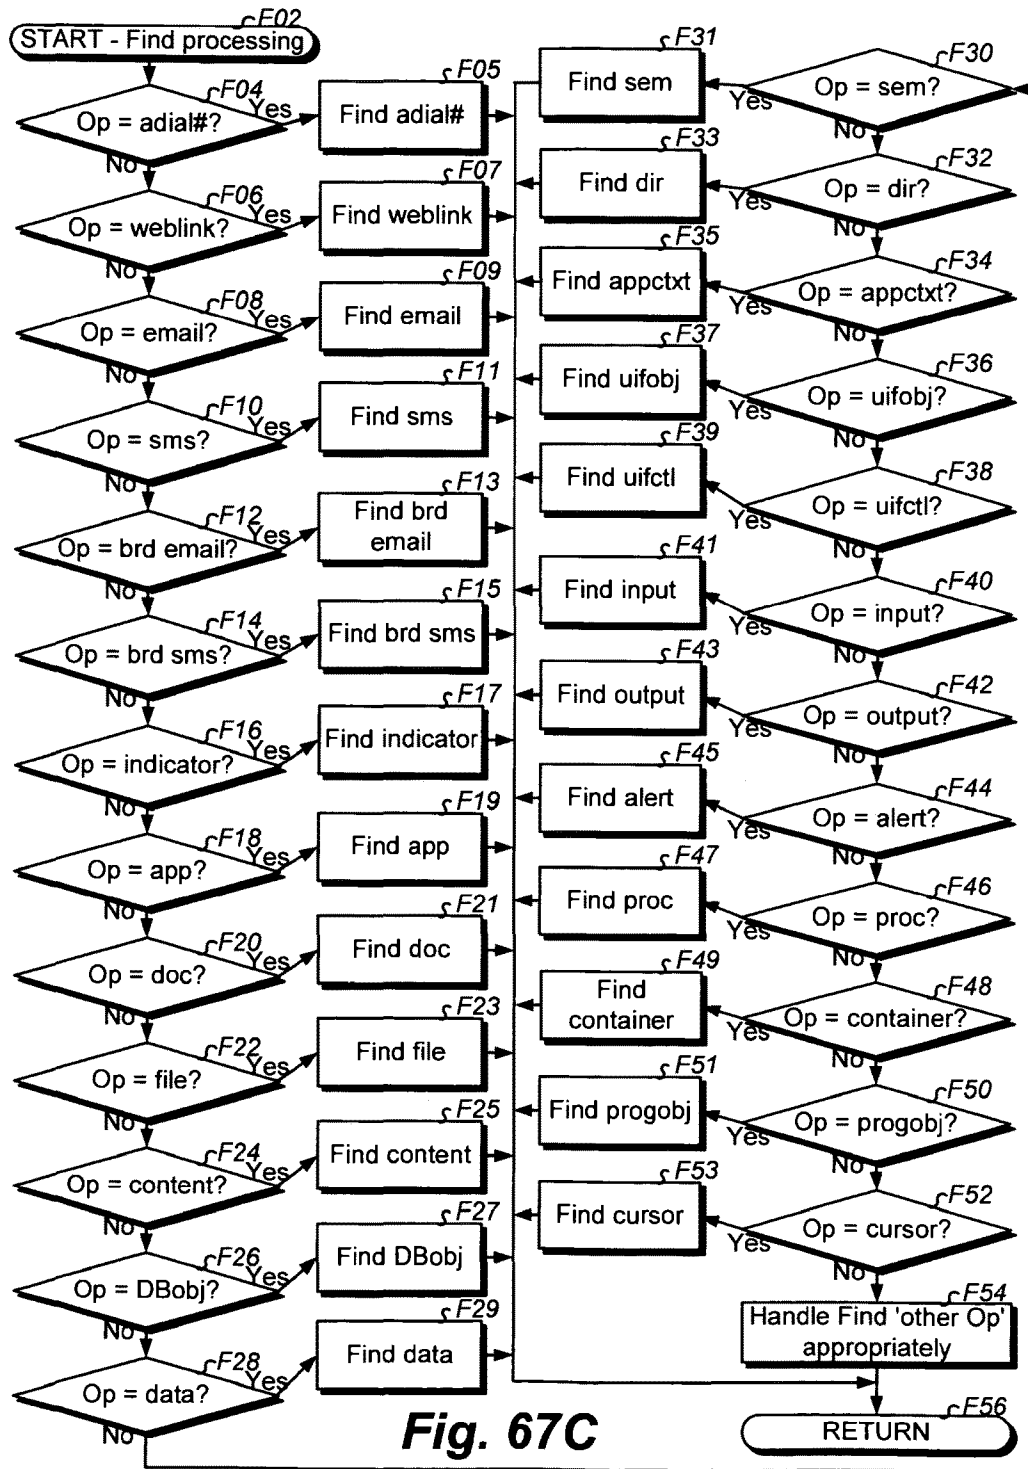 F02
START - Find processing
F04
Op = adial#?
Yes
No
F05
Find adial#
F06
Op = weblink?
Yes
No
F07
Find weblink
F08
Op = email?
Yes
No
F09
Find email
F10
Op = sms?
Yes
No
F11
Find sms
F12
Op = brd email?
Yes
No
F13
Find brd
email
F14
Op = brd sms?
Yes
No
F15
Find brd sms
F16
Op = indicator?
Yes
No
F17
Find indicator
F18
Op = app?
Yes
No
F19
Find app
F20
Op = doc?
Yes
No
F21
Find doc
F22
Op = file?
Yes
No
F23
Find file
F24
Op = content?
Yes
No
F25
Find content
F26
Op = DBobj?
Yes
No
F27
Find DBobj
F28
Op = data?
Yes
No
F29
Find data
F30
Op = sem?
Yes
No
F31
Find sem
F32
Op = dir?
Yes
No
F33
Find dir
F34
Op = appctxt?
Yes
No
F35
Find appctxt
F36
Op = uifobj?
Yes
No
F37
Find uifobj
F38
Op = uifctl?
Yes
No
F39
Find uifctl
F40
Op = input?
Yes
No
F41
Find input
F42
Op = output?
Yes
No
F43
Find output
F44
Op = alert?
Yes
No
F45
Find alert
F46
Op = proc?
Yes
No
F47
Find proc
F48
Op = container?
Yes
No
F49
Find
container
F50
Op = progobj?
Yes
No
F51
Find progobj
F52
Op = cursor?
Yes
No
F53
Find cursor
F54
Handle Find 'other Op'
appropriately
F56
RETURN
Fig. 67C